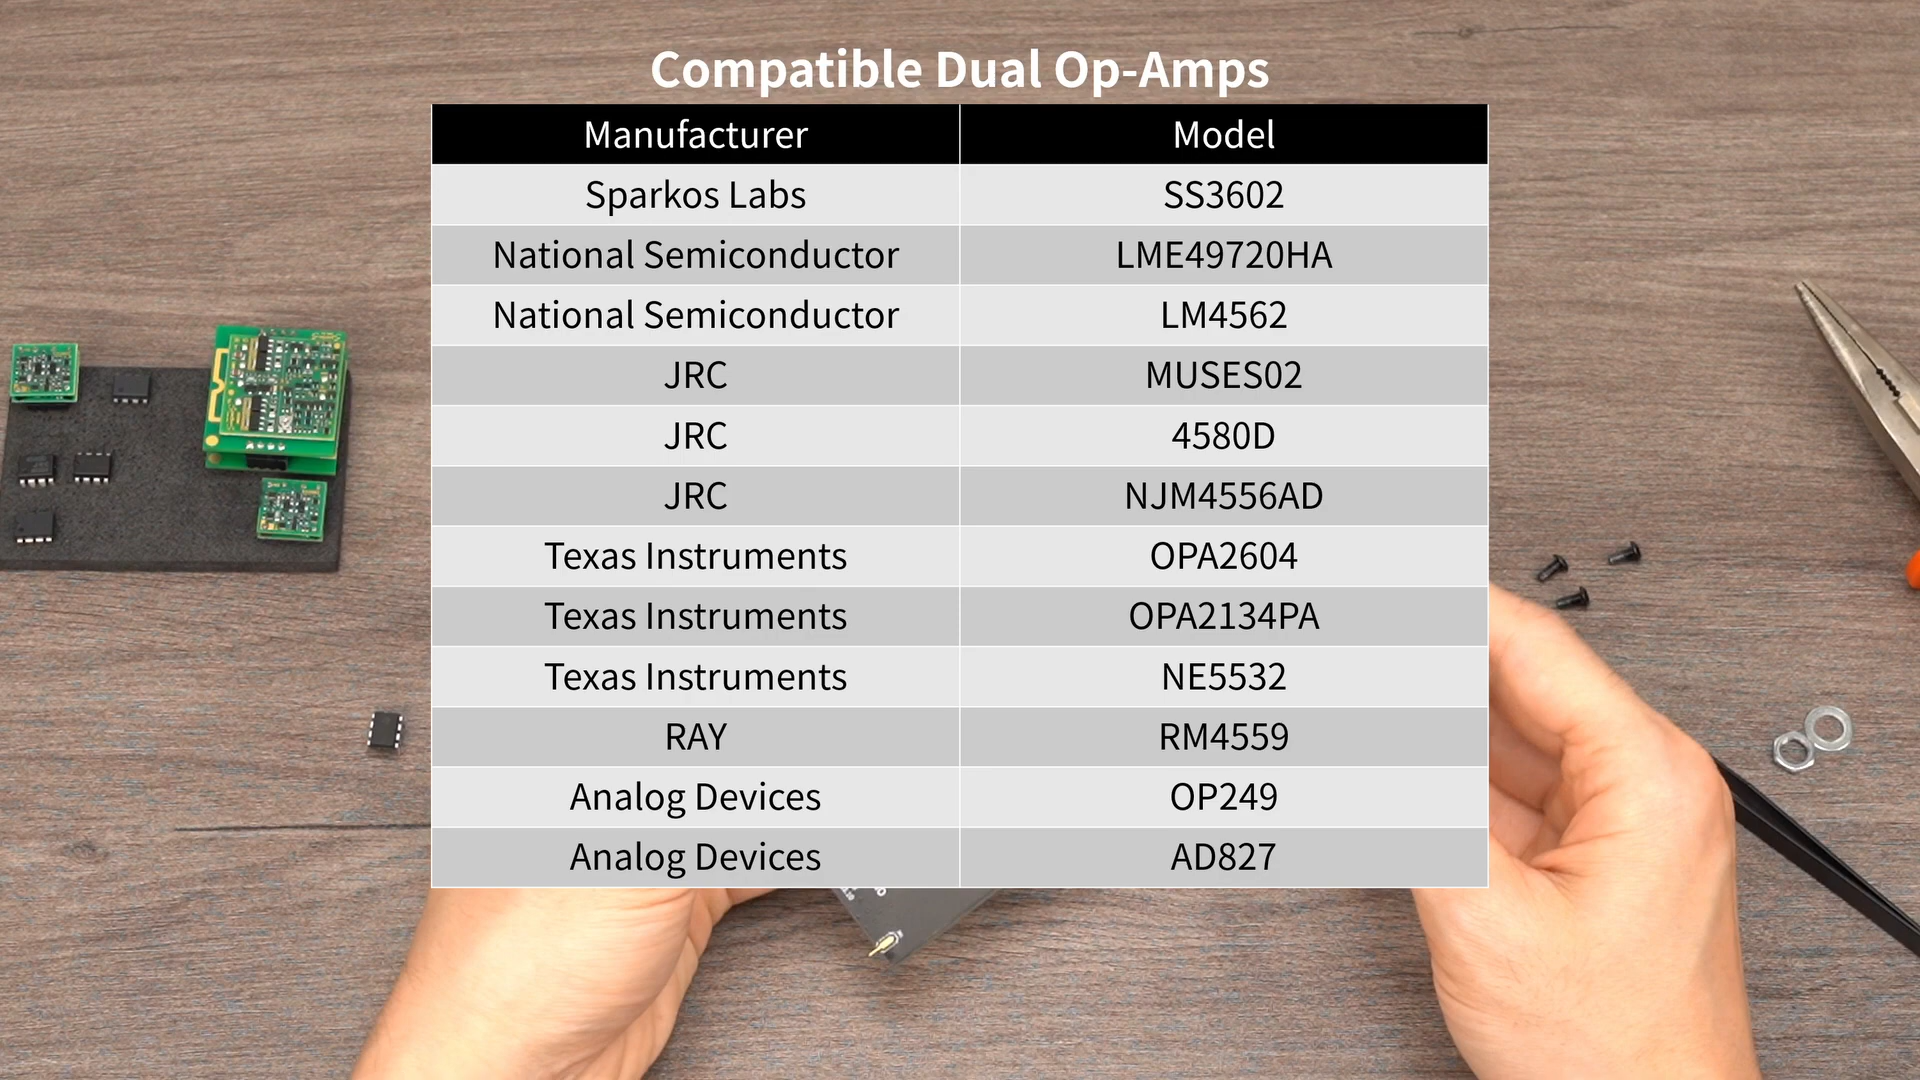 Compatible Dual Op-Amps
Manufacturer Model
Sparkos Labs SS3602
National Semiconductor LME49720HA
National Semiconductor LM4562
JRC MUSES02
JRC 4580D
JRC NJM4556AD
Texas Instruments OPA2604
Texas Instruments OPA2134PA
Texas Instruments NE5532
RAY RM4559
Analog Devices OP249
Analog Devices AD827